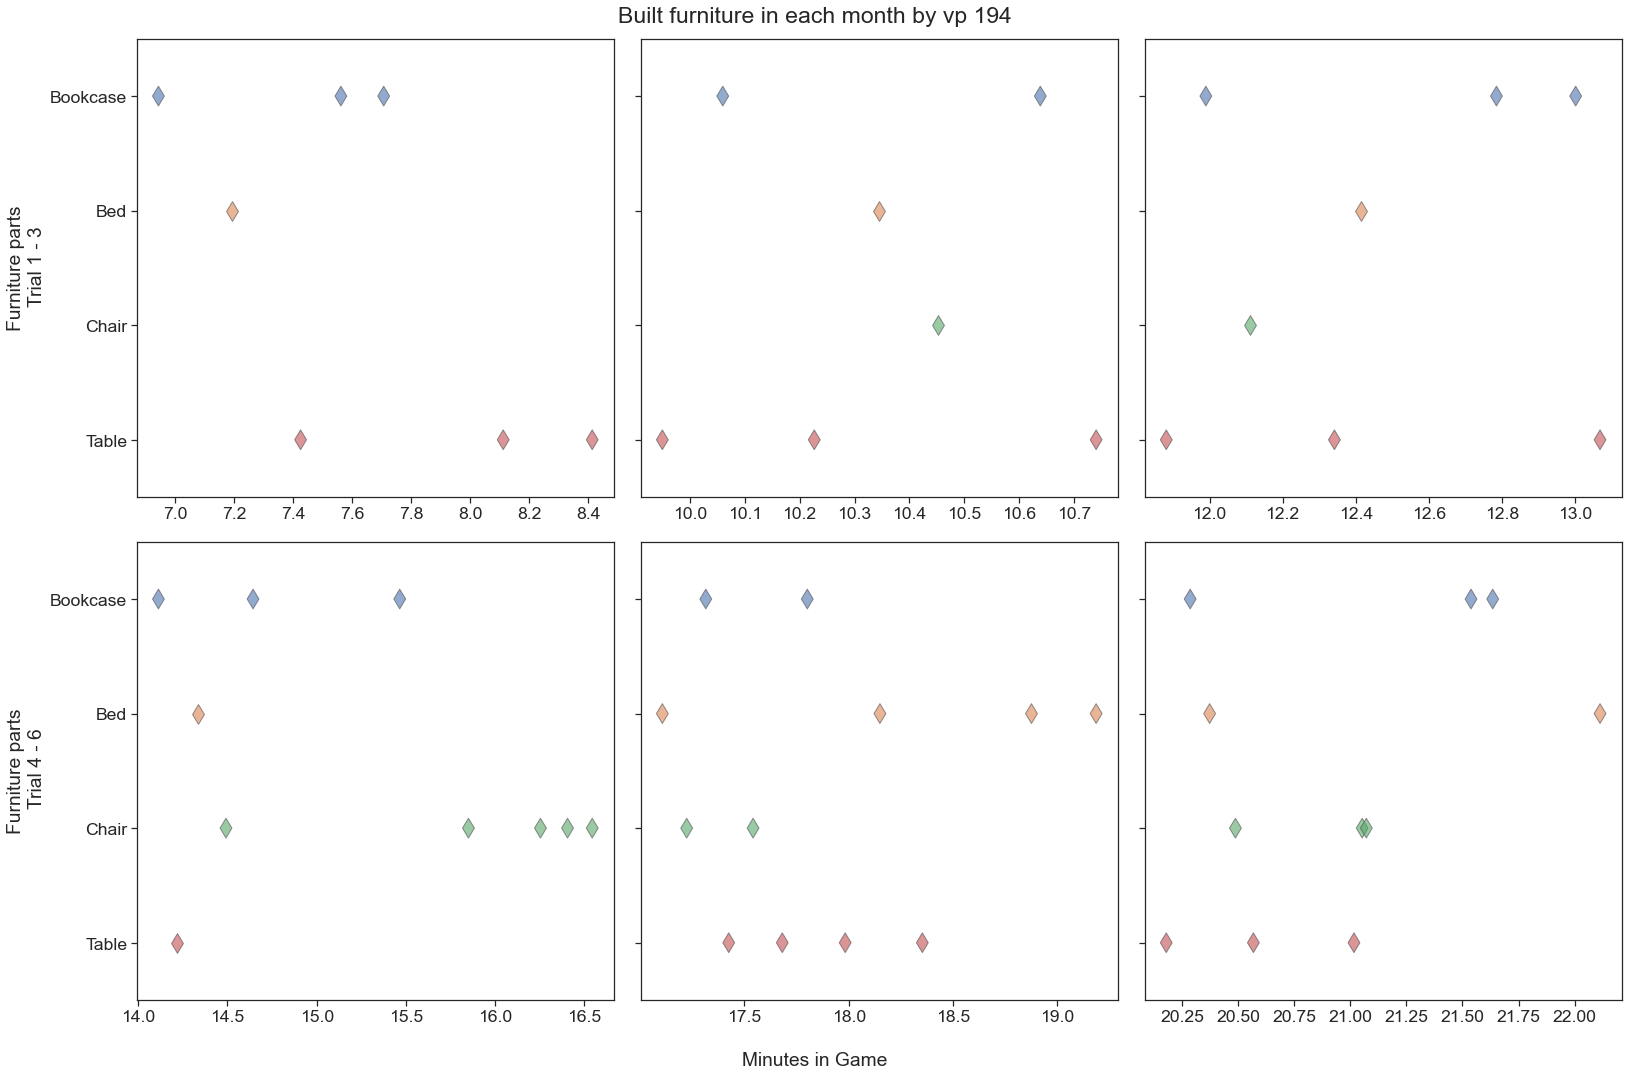 Built furniture in each month by vp 194
Furniture parts
Trial 1 - 3
Bookcase
Bed
Chair
Table
7.0 7.2 7.4 7.6 7.8 8.0 8.2 8.4
10.0 10.1 10.2 10.3 10.4 10.5 10.6 10.7
12.0 12.2 12.4 12.6 12.8 13.0
Furniture parts
Trial 4 - 6
Bookcase
Bed
Chair
Table
14.0 14.5 15.0 15.5 16.0 16.5
17.5 18.0 18.5 19.0
20.25 20.50 20.75 21.00 21.25 21.50 21.75 22.00
Minutes in Game